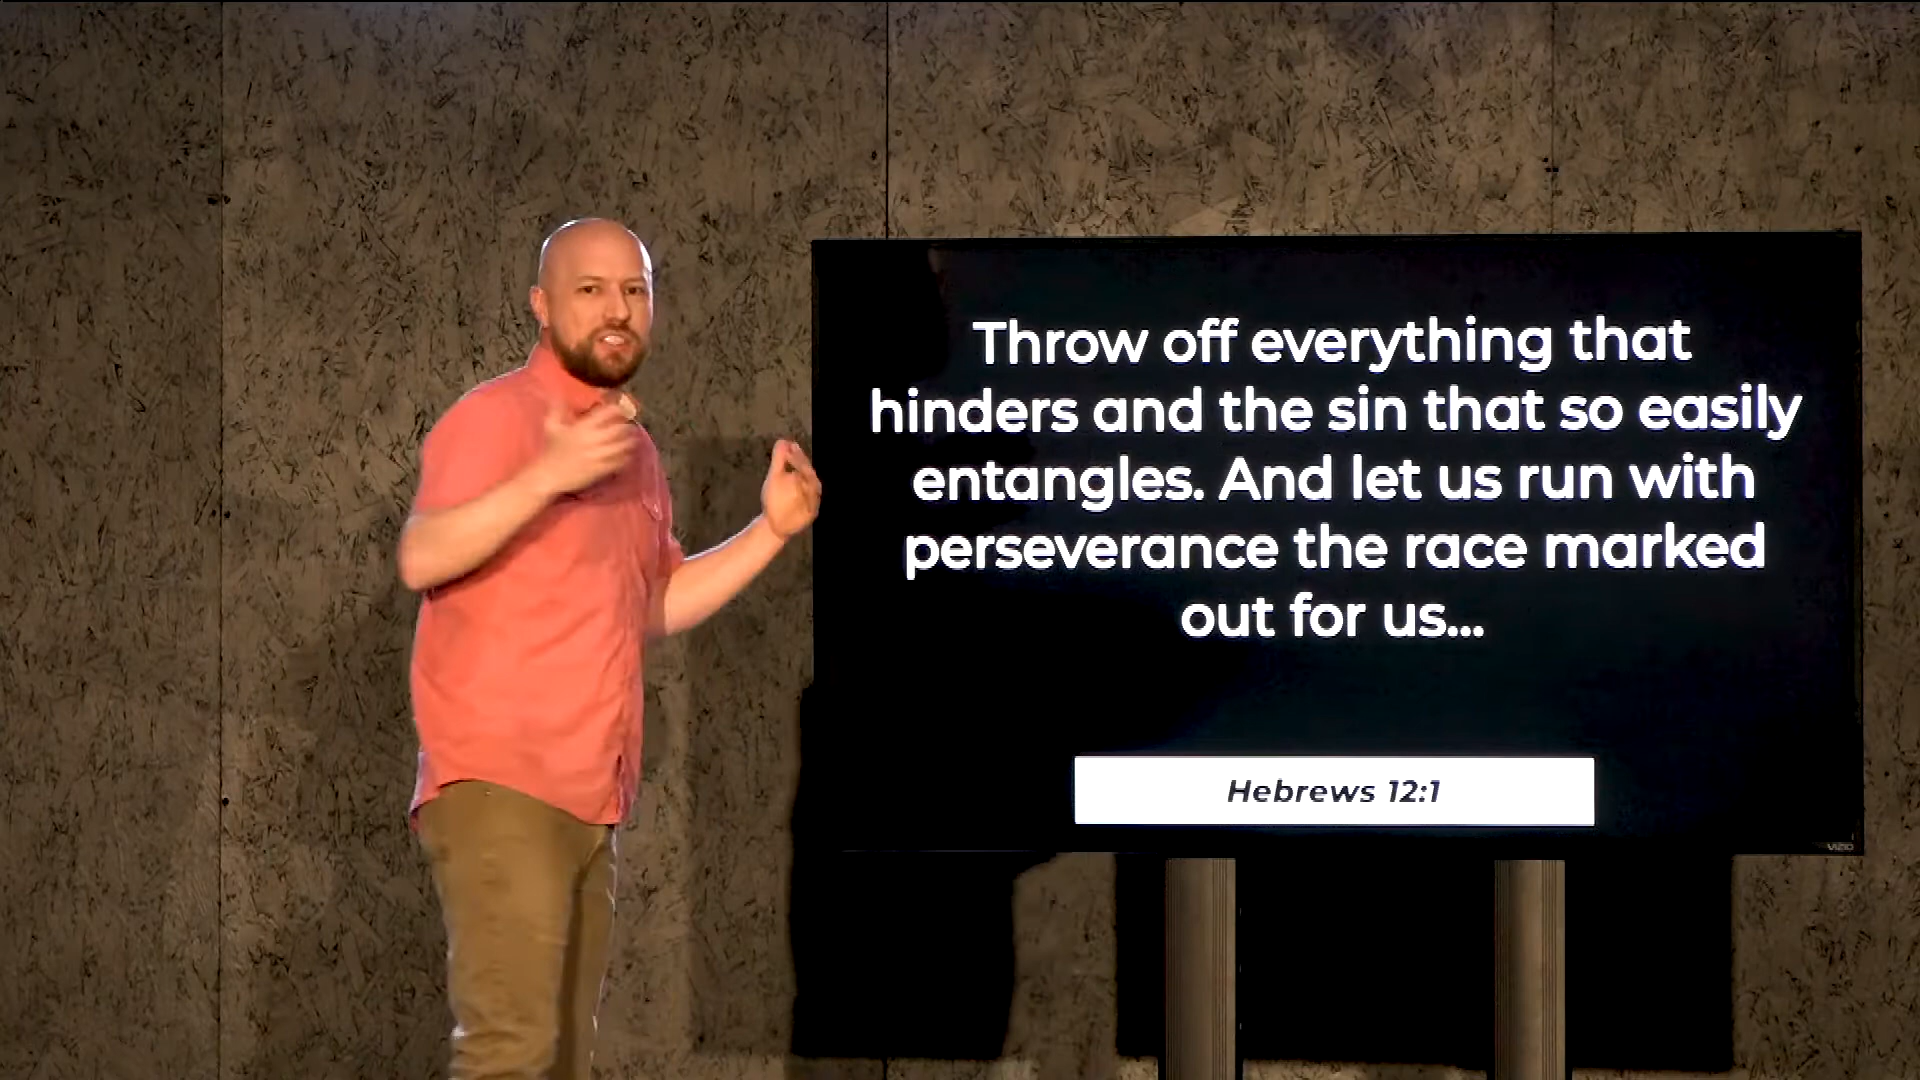 Throw off everything that
hinders and the sin that so easily
entangles. And let us run with
perseverance the race marked
out for us...
Hebrews 12:1
VIZIO